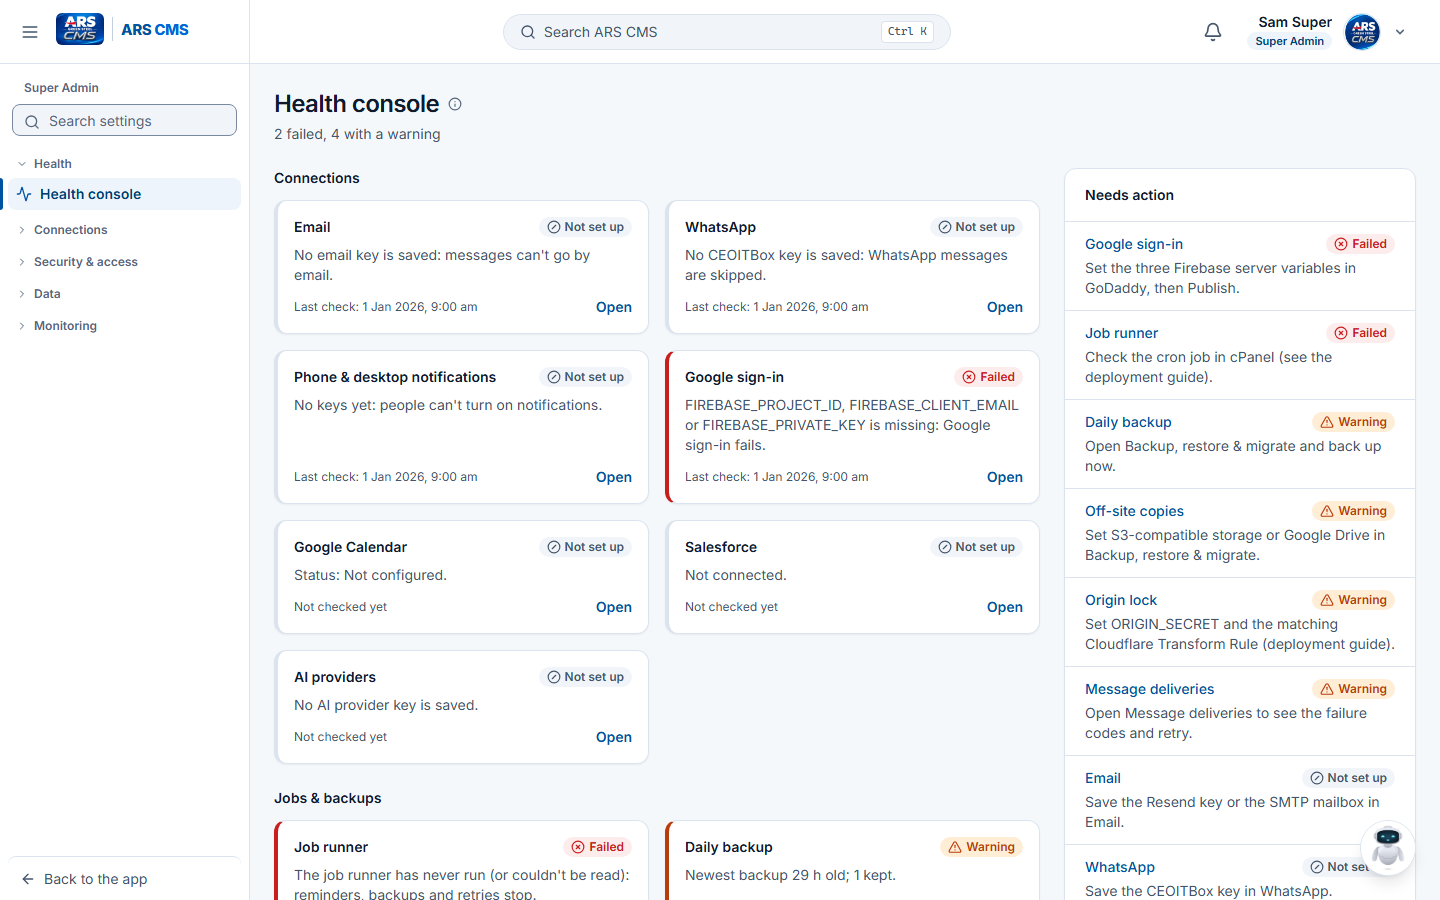 ARS
CMS
ARS CMS
Search ARS CMS
Ctrl K
Sam Super
Super Admin
ARS
CMS
Super Admin
Search settings
Health
Health console
Connections
Security & access
Data
Monitoring
Back to the app
Health console
2 failed, 4 with a warning
Connections
Email
Not set up
No email key is saved: messages can't go by
email.
Last check: 1 Jan 2026, 9:00 am
Open
WhatsApp
Not set up
No CEOITBox key is saved: WhatsApp messages
are skipped.
Last check: 1 Jan 2026, 9:00 am
Open
Phone & desktop notifications
Not set up
No keys yet: people can't turn on notifications.
Last check: 1 Jan 2026, 9:00 am
Open
Google sign-in
Failed
FIREBASE_PROJECT_ID, FIREBASE_CLIENT_EMAIL
or FIREBASE_PRIVATE_KEY is missing: Google
sign-in fails.
Last check: 1 Jan 2026, 9:00 am
Open
Google Calendar
Not set up
Status: Not configured.
Not checked yet
Open
Salesforce
Not set up
Not connected.
Not checked yet
Open
AI providers
Not set up
No AI provider key is saved.
Not checked yet
Open
Jobs & backups
Job runner
Failed
The job runner has never run (or couldn't be read):
reminders, backups and retries stop.
Daily backup
Warning
Newest backup 29 h old; 1 kept.
Needs action
Google sign-in
Failed
Set the three Firebase server variables in
GoDaddy, then Publish.
Job runner
Failed
Check the cron job in cPanel (see the
deployment guide).
Daily backup
Warning
Open Backup, restore & migrate and back up
now.
Off-site copies
Warning
Set S3-compatible storage or Google Drive in
Backup, restore & migrate.
Origin lock
Warning
Set ORIGIN_SECRET and the matching
Cloudflare Transform Rule (deployment guide).
Message deliveries
Warning
Open Message deliveries to see the failure
codes and retry.
Email
Not set up
Save the Resend key or the SMTP mailbox in
Email.
WhatsApp
Not set
Save the CEOITBox key in WhatsApp.